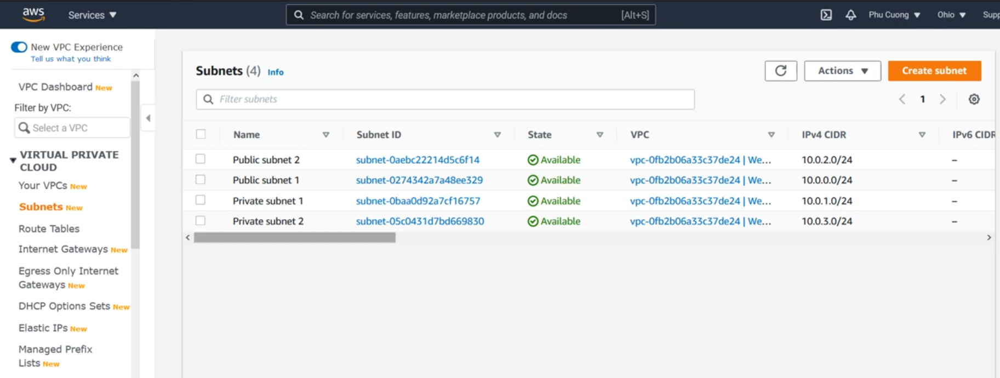 aws Services Search for services, features, marketplace products, and docs [Alt+S] Phu Cuong Ohio
New VPC Experience
Tell us what you think
VPC Dashboard New
Filter by VPC:
Select a VPC
VIRTUAL PRIVATE
CLOUD
Your VPCs New
Subnets New
Route Tables
Internet Gateways New
Egress Only Internet
Gateways New
DHCP Options Sets New
Elastic IPs New
Managed Prefix
Lists New
Subnets (4) Info Actions Create subnet
Filter subnets 1
Name Subnet ID State VPC IPv4 CIDR IPv6 CIDR
Public subnet 2 subnet-0aebc22214d5c6f14 Available vpc-0fb2b06a33c37de24 | We... 10.0.2.0/24 –
Public subnet 1 subnet-0274342a7a48ee329 Available vpc-0fb2b06a33c37de24 | We... 10.0.0.0/24 –
Private subnet 1 subnet-0baa0d92a7cf16757 Available vpc-0fb2b06a33c37de24 | We... 10.0.1.0/24 –
Private subnet 2 subnet-05c0431d7bd669830 Available vpc-0fb2b06a33c37de24 | We... 10.0.3.0/24 –